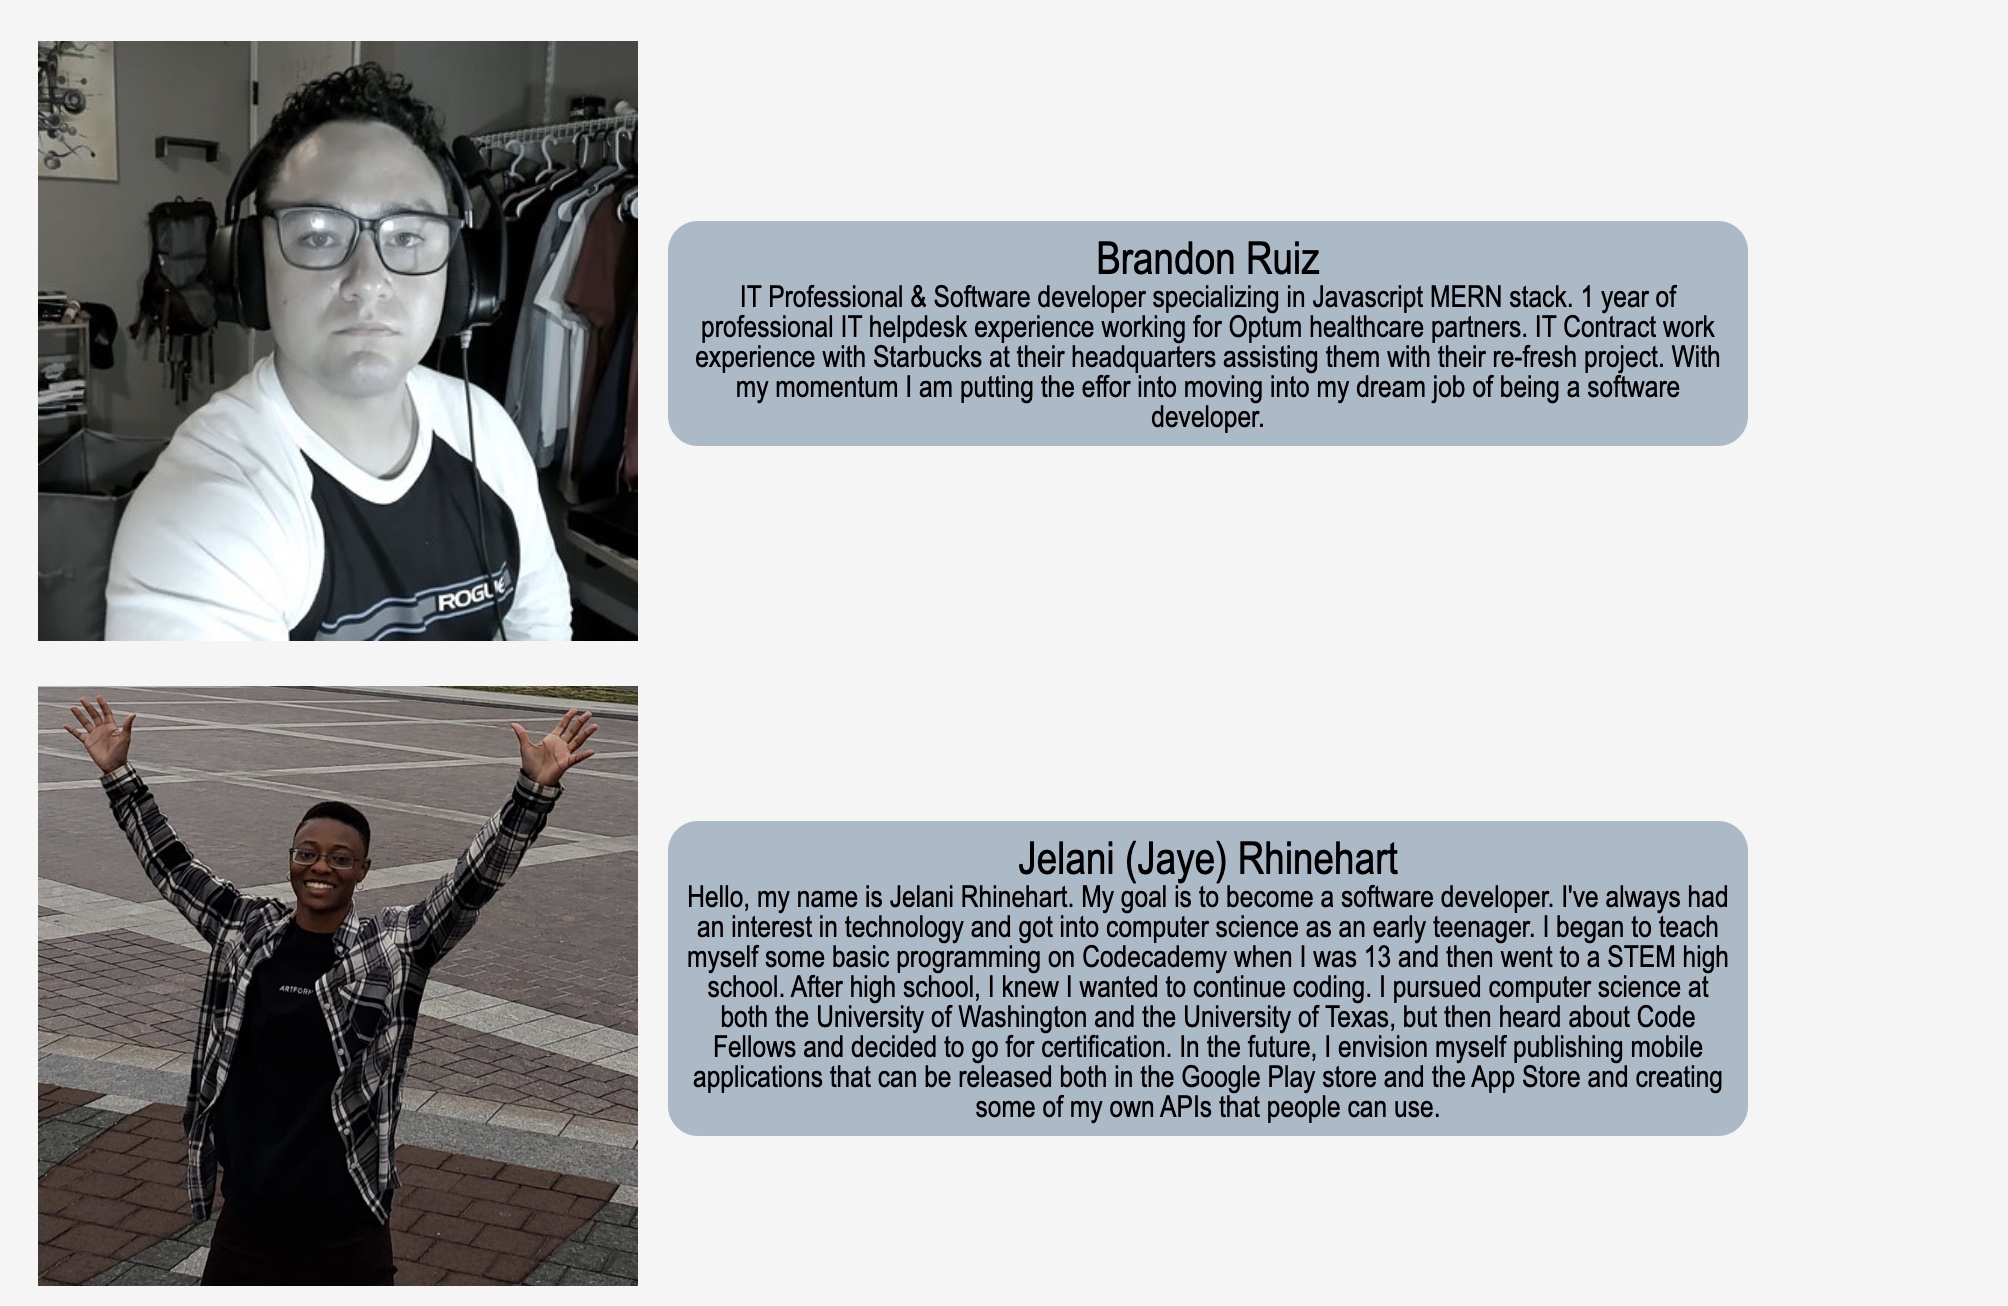 ROGUE
Brandon Ruiz
IT Professional & Software developer specializing in Javascript MERN stack. 1 year of
professional IT helpdesk experience working for Optum healthcare partners. IT Contract work
experience with Starbucks at their headquarters assisting them with their re-fresh project. With
my momentum I am putting the effor into moving into my dream job of being a software
developer.
ARTFORM
Jelani (Jaye) Rhinehart
Hello, my name is Jelani Rhinehart. My goal is to become a software developer. I've always had
an interest in technology and got into computer science as an early teenager. I began to teach
myself some basic programming on Codecademy when I was 13 and then went to a STEM high
school. After high school, I knew I wanted to continue coding. I pursued computer science at
both the University of Washington and the University of Texas, but then heard about Code
Fellows and decided to go for certification. In the future, I envision myself publishing mobile
applications that can be released both in the Google Play store and the App Store and creating
some of my own APIs that people can use.